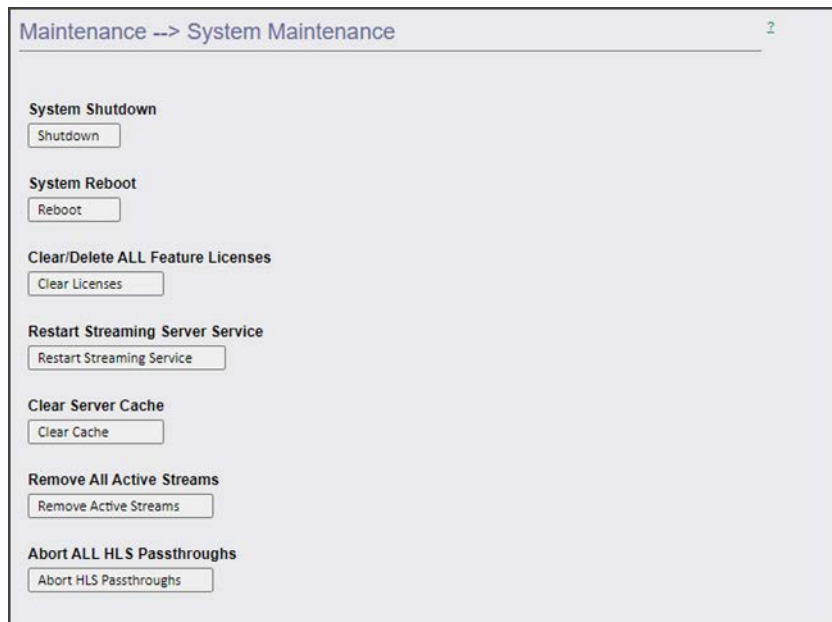 Maintenance --> System Maintenance
?
System Shutdown
Shutdown
System Reboot
Reboot
Clear/Delete ALL Feature Licenses
Clear Licenses
Restart Streaming Server Service
Restart Streaming Service
Clear Server Cache
Clear Cache
Remove All Active Streams
Remove Active Streams
Abort ALL HLS Passthroughs
Abort HLS Passthroughs